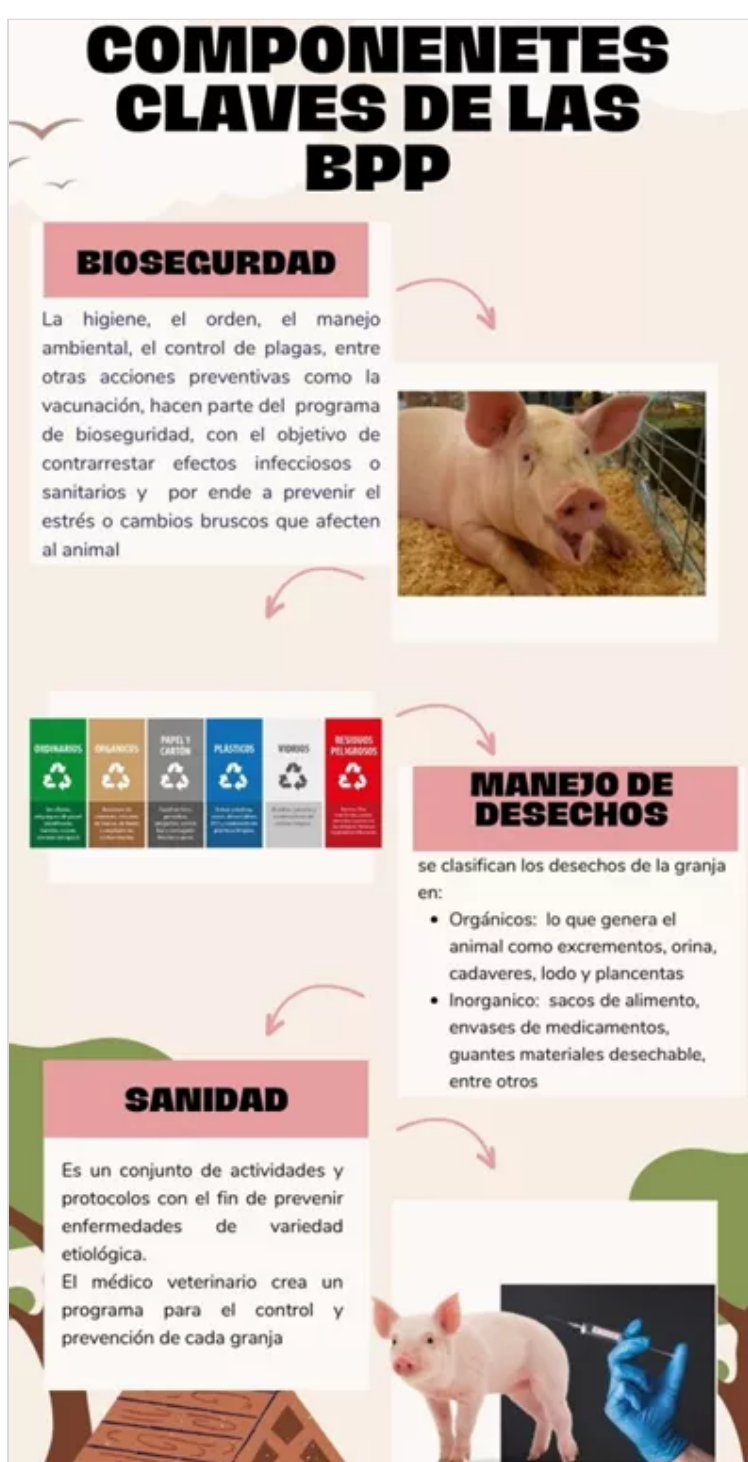 COMPONENETES
CLAVES DE LAS
BPP
BIOSEGURDAD
La higiene, el orden, el manejo
ambiental, el control de plagas, entre
otras acciones preventivas como la
vacunación, hacen parte del programa
de bioseguridad, con el objetivo de
contrarrestar efectos infecciosos o
sanitarios y por ende a prevenir el
estrés o cambios bruscos que afecten
al animal
ORDINARIOS
ORGANICOS
PAPEL Y
CARTÓN
PLÁSTICOS
VIDRIOS
RESIDUOS
PELIGROSOS
MANEJO DE
DESECHOS
se clasifican los desechos de la granja
en:
• Orgánicos: lo que genera el
animal como excrementos, orina,
cadaveres, lodo y plancentas
• Inorganico: sacos de alimento,
envases de medicamentos,
guantes materiales desechable,
entre otros
SANIDAD
Es un conjunto de actividades y
protocolos con el fin de prevenir
enfermedades de variedad
etiológica.
El médico veterinario crea un
programa para el control y
prevención de cada granja